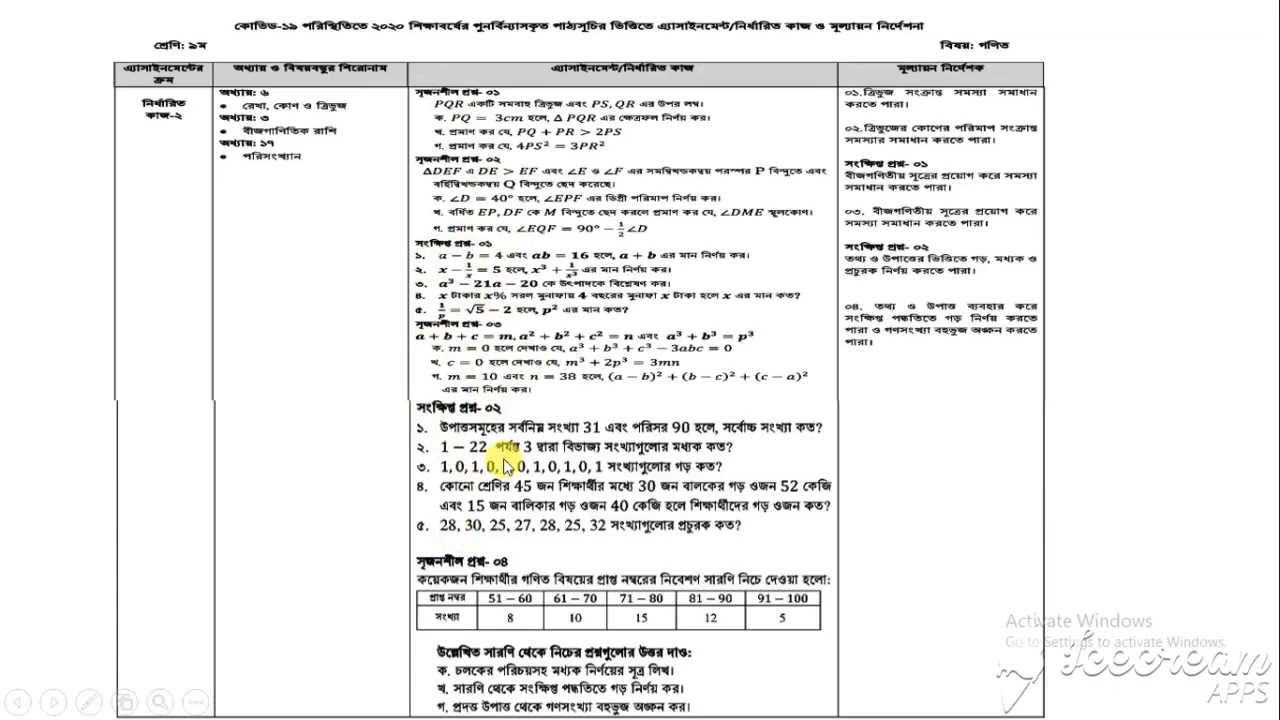 কোভিড-১৯ পরিস্থিতিতে ২০২০ শিক্ষাবর্ষের পুনর্বিন্যাসকৃত পাঠ্যসূচির ভিত্তিতে এ্যাসাইনমেন্ট/নির্ধারিত কাজ ও মূল্যায়ন নির্দেশনা
শ্রেণি: ৯ম
বিষয়: গণিত
এ্যাসাইনমেন্টের ক্রম
অধ্যায় ও বিষয়বস্তুর শিরোনাম
এ্যাসাইনমেন্ট/নির্ধারিত কাজ
মূল্যায়ন নির্দেশক
নির্ধারিত
কাজ-২
অধ্যায়: ৬
• রেখা, কোণ ও ত্রিভুজ
অধ্যায়: ৩
• বীজগাণিতিক রাশি
অধ্যায়: ১৭
• পরিসংখ্যান
সৃজনশীল প্রশ্ন- ০১
PQR একটি সমবাহু ত্রিভুজ এবং PS, QR এর উপর লম্ব।
ক. PQ = 3cm হলে, Δ PQR এর ক্ষেত্রফল নির্ণয় কর।
খ. প্রমাণ কর যে, PQ + PR > 2PS
গ. প্রমাণ কর যে, 4PS² = 3PR²
সৃজনশীল প্রশ্ন- ০২
ΔDEF এ DE > EF এবং ∠E ও ∠F এর সমদ্বিখন্ডকদ্বয় পরস্পর P বিন্দুতে এবং
বহির্দ্বিখন্ডকদ্বয় Q বিন্দুতে ছেদ করেছে।
ক. ∠D = 40° হলে, ∠EPF এর ডিগ্রী পরিমাপ নির্ণয় কর।
খ. বর্ধিত EP, DF কে M বিন্দুতে ছেদ করলে প্রমাণ কর যে, ∠DME স্থূলকোণ।
গ. প্রমাণ কর যে, ∠EQF = 90° − 1/2 ∠D
সংক্ষিপ্ত প্রশ্ন- ০১
১. a − b = 4 এবং ab = 16 হলে, a + b এর মান নির্ণয় কর।
২. x − 1/x = 5 হলে, x³ + 1/x³ এর মান নির্ণয় কর।
৩. a³ − 21a − 20 কে উৎপাদকে বিশ্লেষণ কর।
৪. x টাকার x% সরল মুনাফায় 4 বছরের মুনাফা x টাকা হলে x এর মান কত?
৫. 1/p = √5 − 2 হলে, p² এর মান কত?
সৃজনশীল প্রশ্ন- ০৩
a + b + c = m, a² + b² + c² = n এবং a³ + b³ = p³
ক. m = 0 হলে দেখাও যে, a³ + b³ + c³ − 3abc = 0
খ. c = 0 হলে দেখাও যে, m³ + 2p³ = 3mn
গ. m = 10 এবং n = 38 হলে, (a − b)² + (b − c)² + (c − a)²
এর মান নির্ণয় কর।
সংক্ষিপ্ত প্রশ্ন- ০২
১. উপাত্তসমূহের সর্বনিম্ন সংখ্যা 31 এবং পরিসর 90 হলে, সর্বোচ্চ সংখ্যা কত?
২. 1 − 22 পর্যন্ত 3 দ্বারা বিভাজ্য সংখ্যাগুলোর মধ্যক কত?
৩. 1, 0, 1, 0, 0, 1, 0, 1, 0, 1 সংখ্যাগুলোর গড় কত?
৪. কোনো শ্রেণির 45 জন শিক্ষার্থীর মধ্যে 30 জন বালকের গড় ওজন 52 কেজি
এবং 15 জন বালিকার গড় ওজন 40 কেজি হলে শিক্ষার্থীদের গড় ওজন কত?
৫. 28, 30, 25, 27, 28, 25, 32 সংখ্যাগুলোর প্রচুরক কত?
সৃজনশীল প্রশ্ন- ০৪
কয়েকজন শিক্ষার্থীর গণিত বিষয়ের প্রাপ্ত নম্বরের নিবেশণ সারণি নিচে দেওয়া হলো:
প্রাপ্ত নম্বর 51 – 60 61 – 70 71 – 80 81 – 90 91 – 100
সংখ্যা 8 10 15 12 5
উল্লেখিত সারণি থেকে নিচের প্রশ্নগুলোর উত্তর দাও:
ক. চলকের পরিচয়সহ মধ্যক নির্ণয়ের সূত্র লিখ।
খ. সারণি থেকে সংক্ষিপ্ত পদ্ধতিতে গড় নির্ণয় কর।
গ. প্রদত্ত উপাত্ত থেকে গণসংখ্যা বহুভুজ অঙ্কন কর।
০১.ত্রিভুজ সংক্রান্ত সমস্যা সমাধান
করতে পারা।
০২.ত্রিভুজের কোণের পরিমাপ সংক্রান্ত
সমস্যার সমাধান করতে পারা।
সংক্ষিপ্ত প্রশ্ন- ০১
বীজগণিতীয় সূত্রের প্রয়োগ করে সমস্যা
সমাধান করতে পারা।
০৩. বীজগণিতীয় সূত্রের প্রয়োগ করে
সমস্যা সমাধান করতে পারা।
সংক্ষিপ্ত প্রশ্ন- ০২
তথ্য ও উপাত্তের ভিত্তিতে গড়, মধ্যক ও
প্রচুরক নির্ণয় করতে পারা।
০৪. তথ্য ও উপাত্ত ব্যবহার করে
সংক্ষিপ্ত পদ্ধতিতে গড় নির্ণয় করতে
পারা ও গণসংখ্যা বহুভুজ অঙ্কন করতে
পারা।
Activate Windows
Go to Settings to activate Windows.
Icecream
APPS